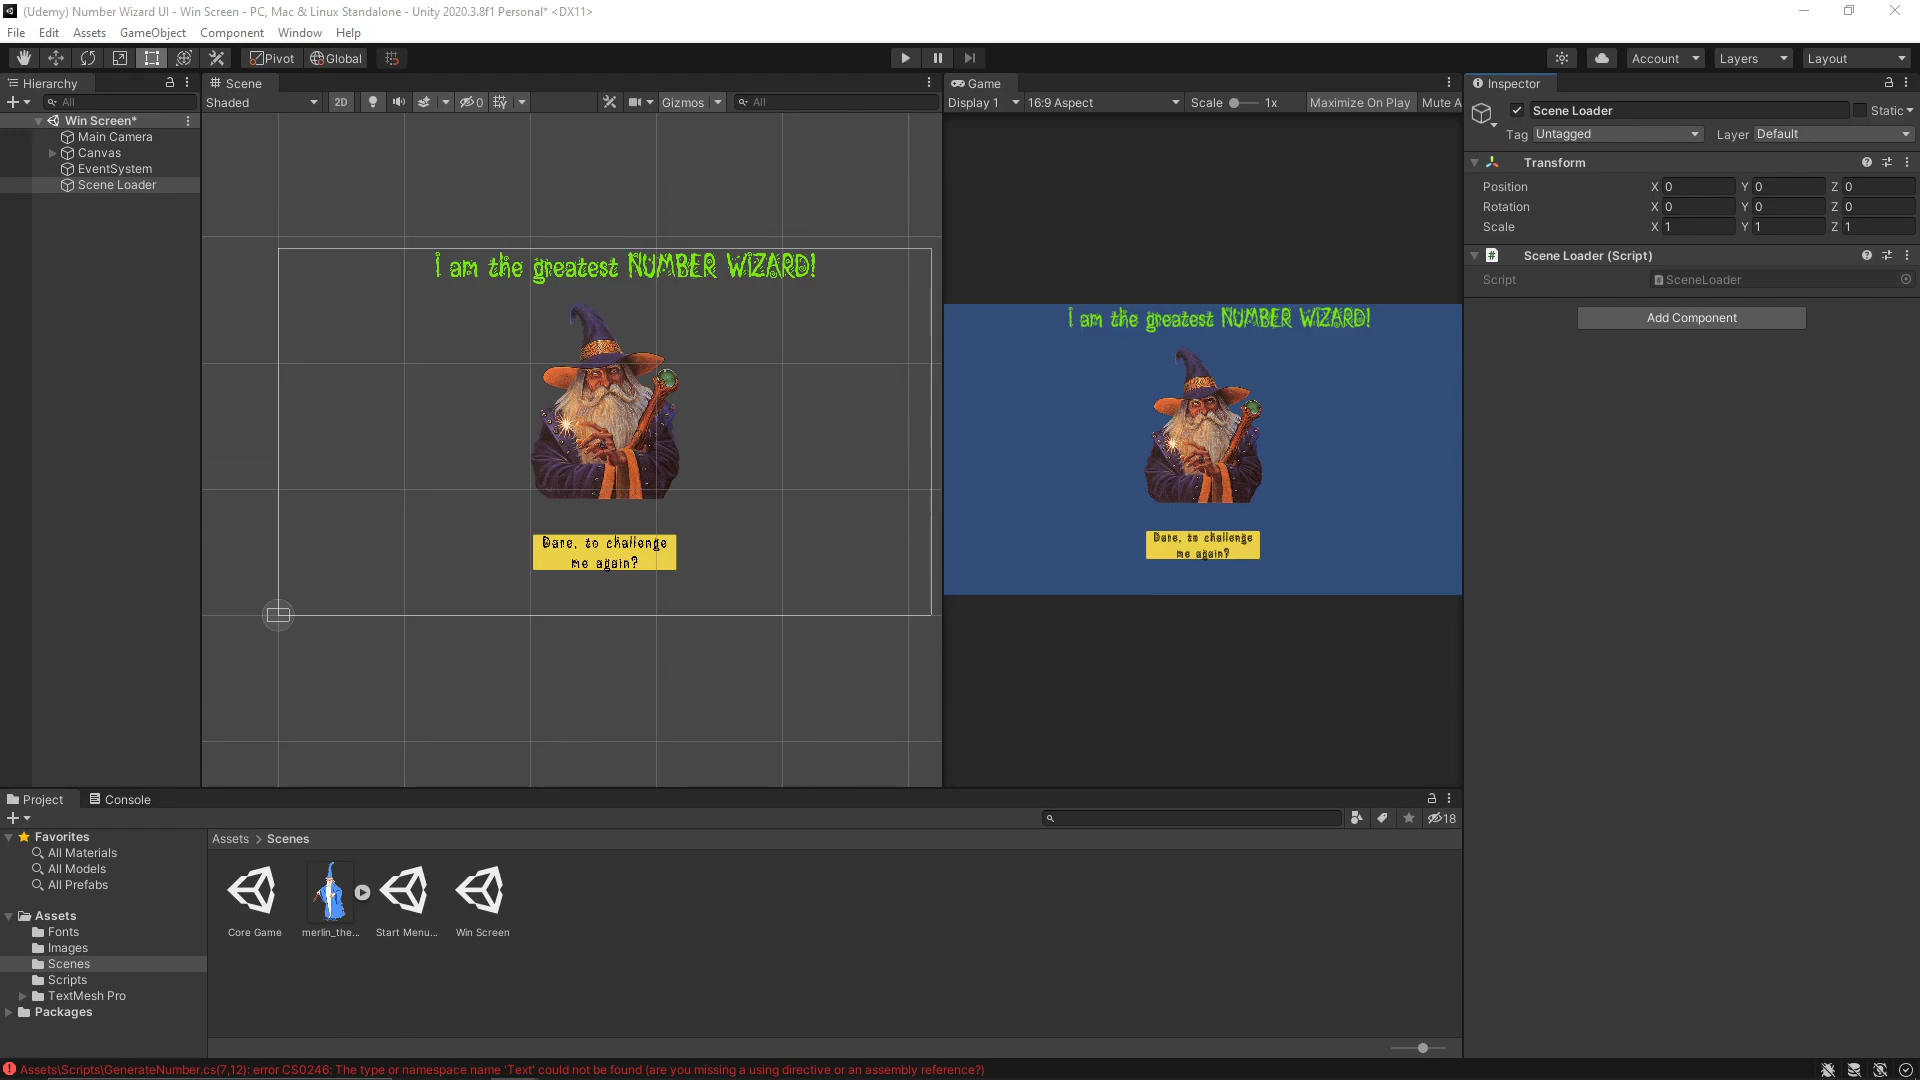 (Udemy) Number Wizard UI - Win Screen - PC, Mac & Linux Standalone - Unity 2020.3.8f1 Personal* <DX11>
File Edit Assets GameObject Component Window Help
Pivot Global
Account Layers Layout
Hierarchy
All
Win Screen*
Main Camera
Canvas
EventSystem
Scene Loader
Scene
Shaded 2D 0 Gizmos All
I am the greatest NUMBER WIZARD!
Dare, to challenge
me again?
Game
Display 1 16:9 Aspect Scale 1x Maximize On Play Mute A
I am the greatest NUMBER WIZARD!
Dare, to challenge
me again?
Inspector
Scene Loader Static
Tag Untagged Layer Default
Transform
Position X 0 Y 0 Z 0
Rotation X 0 Y 0 Z 0
Scale X 1 Y 1 Z 1
Scene Loader (Script)
Script SceneLoader
Add Component
Project Console
18
Favorites
All Materials
All Models
All Prefabs
Assets
Fonts
Images
Scenes
Scripts
TextMesh Pro
Packages
Assets > Scenes
Core Game merlin_the... Start Menu... Win Screen
Assets\Scripts\GenerateNumber.cs(7,12): error CS0246: The type or namespace name 'Text' could not be found (are you missing a using directive or an assembly reference?)